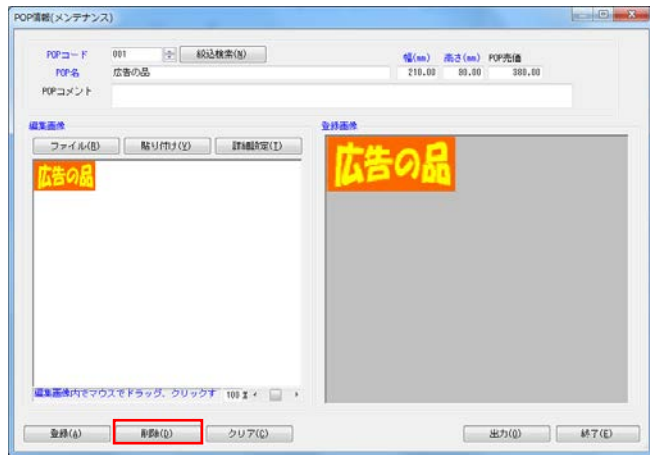 POP情報(メンテナンス)
POPコード 001 絞込検索(N) 幅(mm) 高さ(mm) POP売価
POP名 広告の品 210.00 90.00 380.00
POPコメント
編集画像 登録画像
ファイル(B) 貼り付け(V) 詳細設定(I)
広告の品 広告の品
編集画像内でマウスでドラッグ、クリックす 100 %
登録(A) 削除(D) クリア(C) 出力(O) 終了(E)